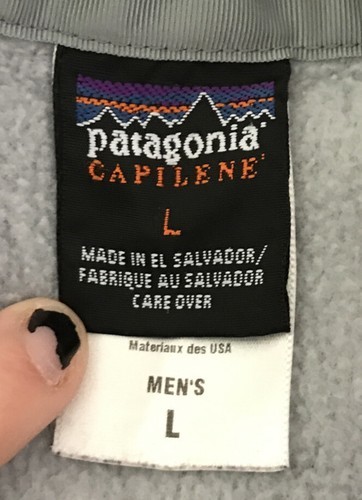 patagonia
CAPILENE
L
MADE IN EL SALVADOR/
FABRIQUE AU SALVADOR
CARE OVER
Materiaux des USA
MEN'S
L